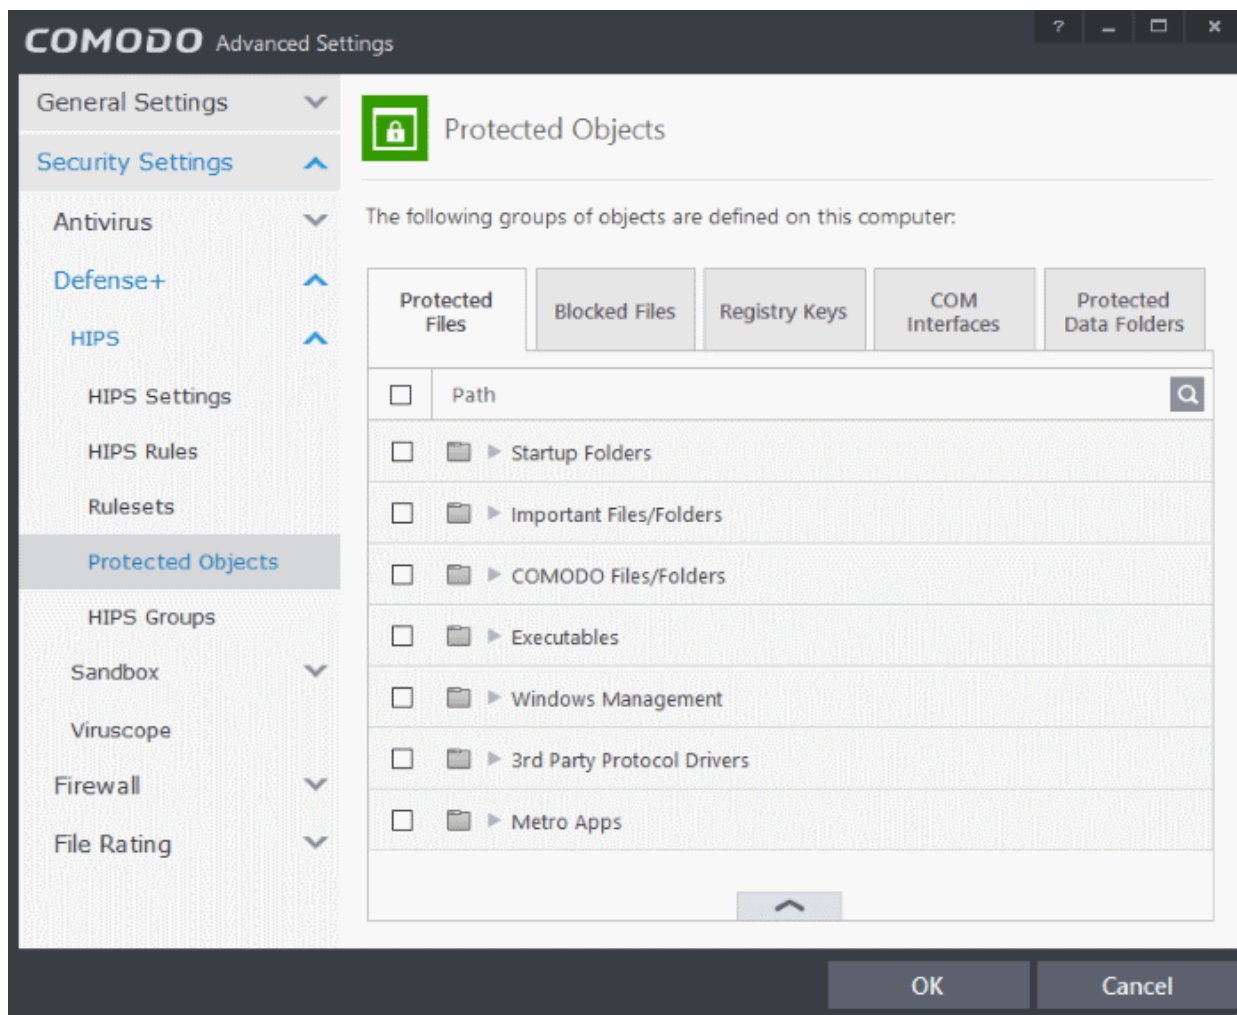 COMODO Advanced Settings
?
General Settings
Security Settings
Antivirus
Defense+
HIPS
HIPS Settings
HIPS Rules
Rulesets
Protected Objects
HIPS Groups
Sandbox
Viruscope
Firewall
File Rating
Protected Objects
The following groups of objects are defined on this computer:
Protected
Files
Blocked Files
Registry Keys
COM
Interfaces
Protected
Data Folders
Path
Startup Folders
Important Files/Folders
COMODO Files/Folders
Executables
Windows Management
3rd Party Protocol Drivers
Metro Apps
OK
Cancel